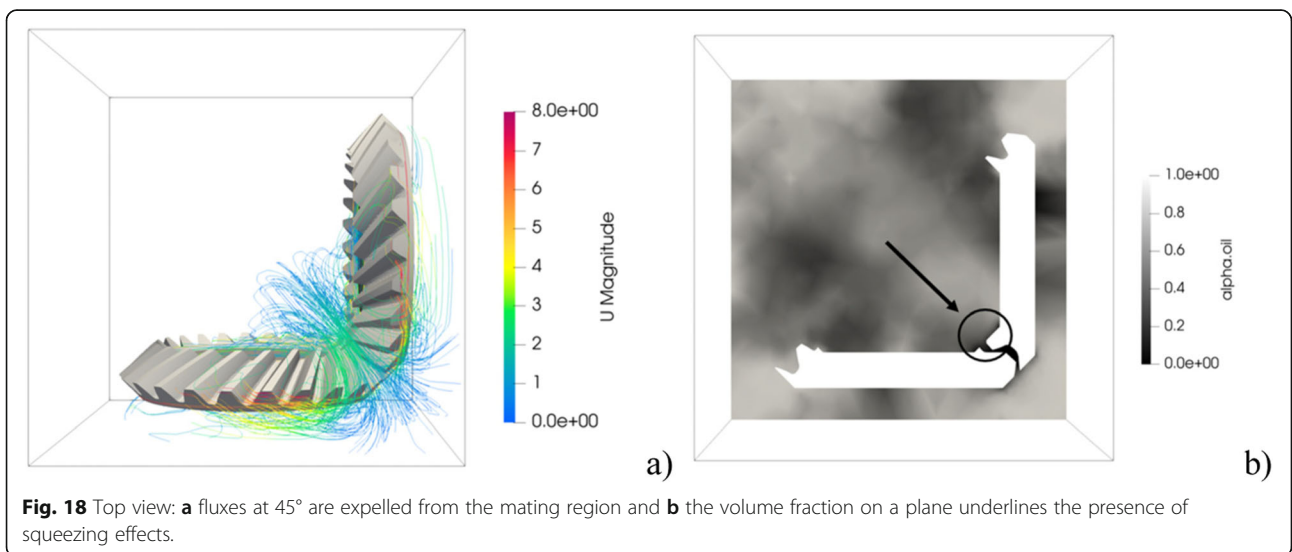 8.0e+00
7
6
5
4
3
2
1
0.0e+00
U Magnitude
a)
1.0e+00
0.8
0.6
0.4
0.2
0.0e+00
alpha.oil
b)
Fig. 18 Top view: a fluxes at 45° are expelled from the mating region and b the volume fraction on a plane underlines the presence of
squeezing effects.